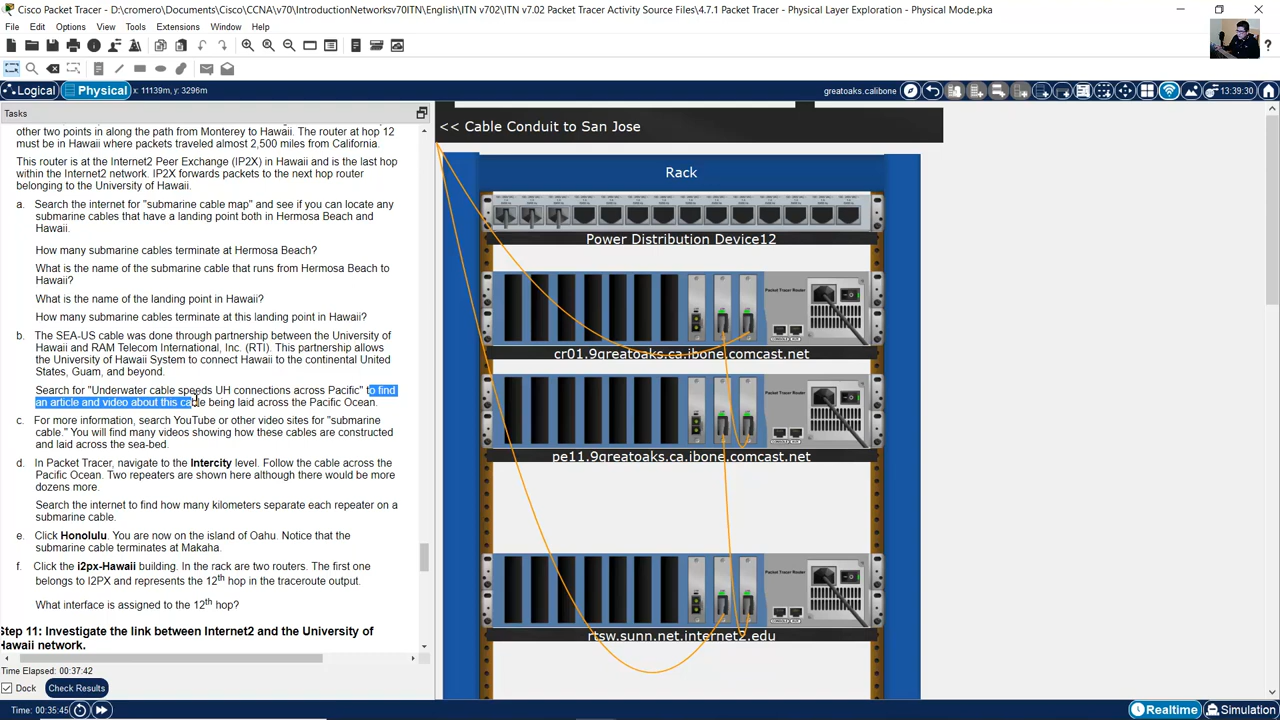 Cisco Packet Tracer - D:\cromero\Documents\Cisco\CCNA\v70\IntroductionNetworksv70ITN\English\ITN v702\ITN v7.02 Packet Tracer Activity Source Files\4.7.1 Packet Tracer - Physical Layer Exploration - Physical Mode.pka
File Edit Options View Tools Extensions Window Help
Logical Physical x: 11139m, y: 3296m greatoaks.calibone 13:39:30
Tasks
other two points in along the path from Monterey to Hawaii. The router at hop 12
must be in Hawaii where packets traveled almost 2,500 miles from California.
This router is at the Internet2 Peer Exchange (IP2X) in Hawaii and is the last hop
within the Internet2 network. IP2X forwards packets to the next hop router
belonging to the University of Hawaii.
a. Search the internet for "submarine cable map" and see if you can locate any
submarine cables that have a landing point both in Hermosa Beach and
Hawaii.
How many submarine cables terminate at Hermosa Beach?
What is the name of the submarine cable that runs from Hermosa Beach to
Hawaii?
What is the name of the landing point in Hawaii?
How many submarine cables terminate at this landing point in Hawaii?
b. The SEA-US cable was done through partnership between the University of
Hawaii and RAM Telecom International, Inc. (RTI). This partnership allows
the University of Hawaii System to connect Hawaii to the continental United
States, Guam, and beyond.
Search for "Underwater cable speeds UH connections across Pacific" to find
an article and video about this cable being laid across the Pacific Ocean.
c. For more information, search YouTube or other video sites for "submarine
cable." You will find many videos showing how these cables are constructed
and laid across the sea-bed.
d. In Packet Tracer, navigate to the Intercity level. Follow the cable across the
Pacific Ocean. Two repeaters are shown here although there would be more
dozens more.
Search the internet to find how many kilometers separate each repeater on a
submarine cable.
e. Click Honolulu. You are now on the island of Oahu. Notice that the
submarine cable terminates at Makaha.
f. Click the i2px-Hawaii building. In the rack are two routers. The first one
belongs to I2PX and represents the 12th hop in the traceroute output.
What interface is assigned to the 12th hop?
Step 11: Investigate the link between Internet2 and the University of
Hawaii network.
Time Elapsed: 00:37:42
Dock Check Results
Time: 00:35:45
<< Cable Conduit to San Jose
Rack
Power Distribution Device12
Packet Tracer Router
cr01.9greatoaks.ca.ibone.comcast.net
Packet Tracer Router
pe11.9greatoaks.ca.ibone.comcast.net
Packet Tracer Router
rtsw.sunn.net.internet2.edu
Realtime Simulation